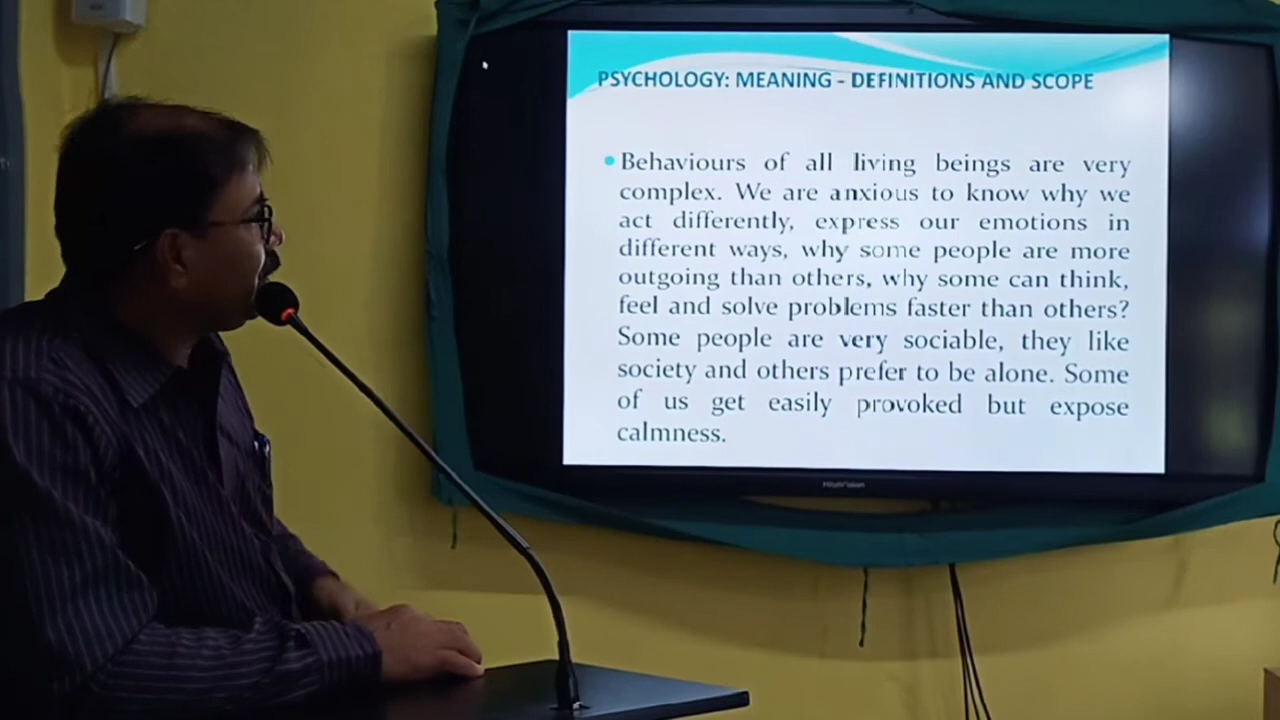 PSYCHOLOGY: MEANING - DEFINITIONS AND SCOPE
Behaviours of all living beings are very
complex. We are anxious to know why we
act differently, express our emotions in
different ways, why some people are more
outgoing than others, why some can think,
feel and solve problems faster than others?
Some people are very sociable, they like
society and others prefer to be alone. Some
of us get easily provoked but expose
calmness.